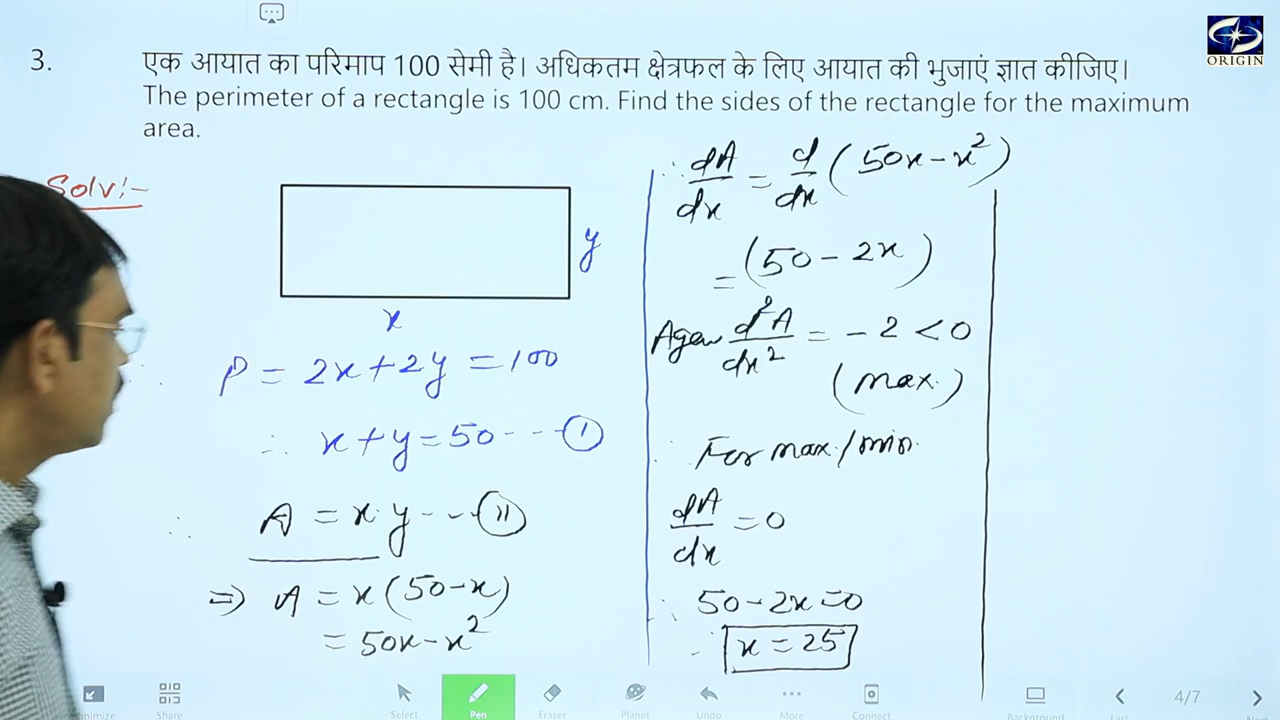 ORIGIN
3. एक आयात का परिमाप 100 सेमी है। अधिकतम क्षेत्रफल के लिए आयात की भुजाएं ज्ञात कीजिए।
The perimeter of a rectangle is 100 cm. Find the sides of the rectangle for the maximum
area.
Solv:-
y
x
P = 2x+2y = 100
∴ x+y=50--- (I)
∴ A = x.y--- (II)
⇒ A = x(50-x)
= 50x-x²
∴ dA/dx = d/dx (50x-x²)
= (50-2x)
Again d²A/dx² = -2 < 0
(max.)
∴ For max./min.
dA/dx = 0
∴ 50-2x=0
∴ x = 25
Share
Select
Pen
Eraser
Planet
Undo
More
Connect
Background
4/7